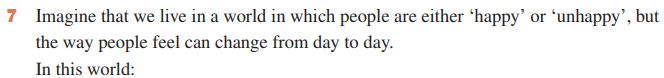 7 Imagine that we live in a world in which people are either ‘happy’ or ‘unhappy’, but
the way people feel can change from day to day.
In this world: